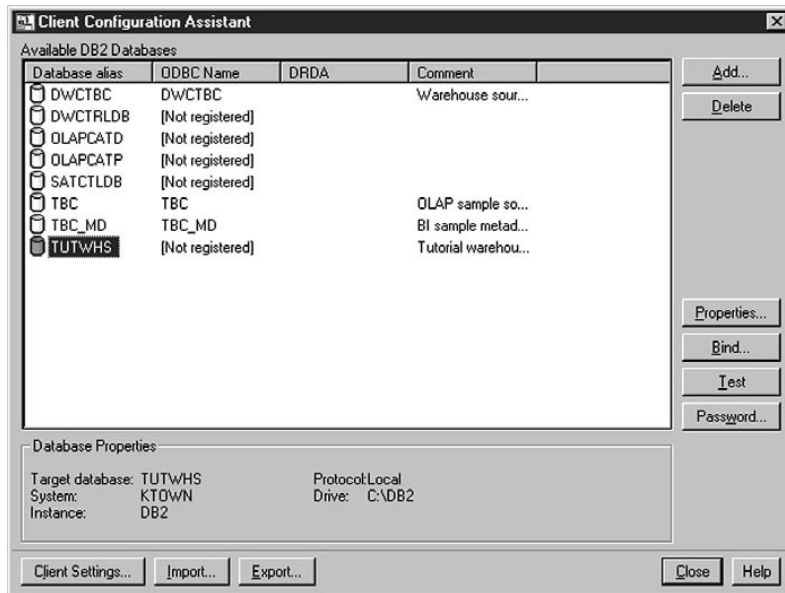 Client Configuration Assistant
Available DB2 Databases
Database alias ODBC Name DRDA Comment
DWCTBC DWCTBC Warehouse sour...
DWCTRLDB [Not registered]
OLAPCATD [Not registered]
OLAPCATP [Not registered]
SATCTLDB [Not registered]
TBC TBC OLAP sample so...
TBC_MD TBC_MD BI sample metad...
TUTWHS [Not registered] Tutorial warehou...
Add...
Delete
Properties...
Bind...
Test
Password...
Database Properties
Target database: TUTWHS Protocol:Local
System: KTOWN Drive: C:\DB2
Instance: DB2
Client Settings... Import... Export... Close Help